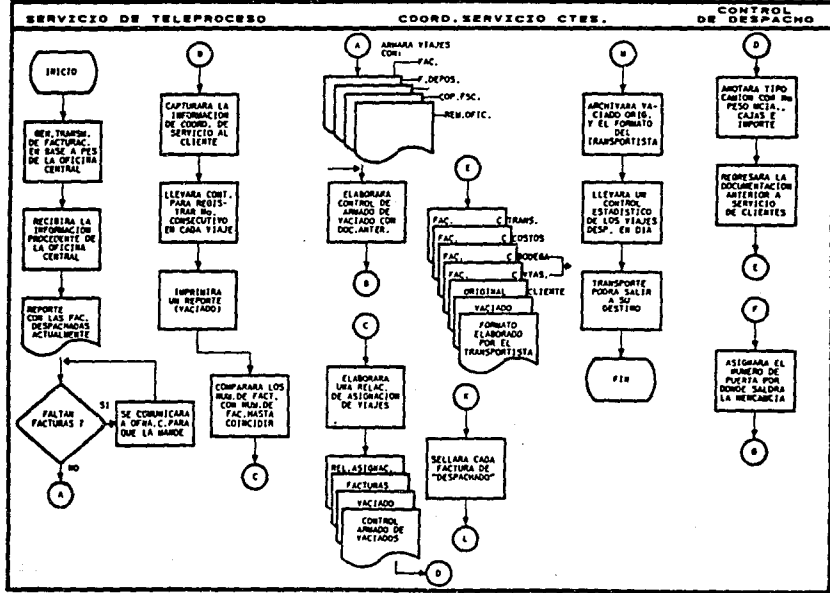 SERVICIO DE TELEPROCESO
COORD.SERVICIO CTES.
CONTROL
DE DESPACHO
INICIO
GEN.TRANSM.
DE FACTURAC.
EN BASE A PES
DE LA OFICINA
CENTRAL
RECIBIRA LA
INFORMACION
PROCEDENTE DE
LA OFICINA
CENTRAL
REPORTE
CON LAS FAC.
DESPACHADAS
ACTUALMENTE
FALTAN
FACTURAS ?
SI
SE COMUNICARA
A OFNA.C.PARA
QUE LA MANDE
NO
A
B
CAPTURARA LA
INFORMACION
DE COORD. DE
SERVICIO AL
CLIENTE
LLEVARA CONT.
PARA REGIS-
TRAR No.
CONSECUTIVO
EN CADA VIAJE
IMPRIMIRA
UN REPORTE
(VACIADO)
COMPARARA LOS
NUM.DE FACT.
CON NUM.DE
FAC.HASTA
COINCIDIR
C
A
ARMARA VIAJES
CON:
FAC.
F.DEPOS.
COP.FSC.
REM.OFIC.
ELABORARA
CONTROL DE
ARMADO DE
VACIADO CON
DOC.ANTER.
B
C
ELABORARA
UNA RELAC.
DE ASIGNACION
DE VIAJES
REL.ASIGNAC.
FACTURAS
VACIADO
CONTROL
ARMADO DE
VACIADOS
D
E
FAC. C TRANS.
FAC. C COSTOS
FAC. C BODEGA
FAC. C VTAS.
ORIGINAL CLIENTE
VACIADO
FORMATO
ELABORADO
POR EL
TRANSPORTISTA
K
SELLARA CADA
FACTURA DE
"DESPACHADO"
L
ARCHIVARA VA-
CIADO ORIG.
Y EL FORMATO
DEL
TRANSPORTISTA
LLEVARA UN
CONTROL
ESTADISTICO
DE LOS VIAJES
DESP. EN DIA
TRANSPORTE
PODRA SALIR
A SU
DESTINO
FIN
D
ANOTARA TIPO
CAMION CON No
PESO MCIA.,
CAJAS E
IMPORTE
REGRESARA LA
DOCUMENTACION
ANTERIOR A
SERVICIO
DE CLIENTES
E
F
ASIGNARA EL
NUMERO DE
PUERTA POR
DONDE SALDRA
LA MERCANCIA